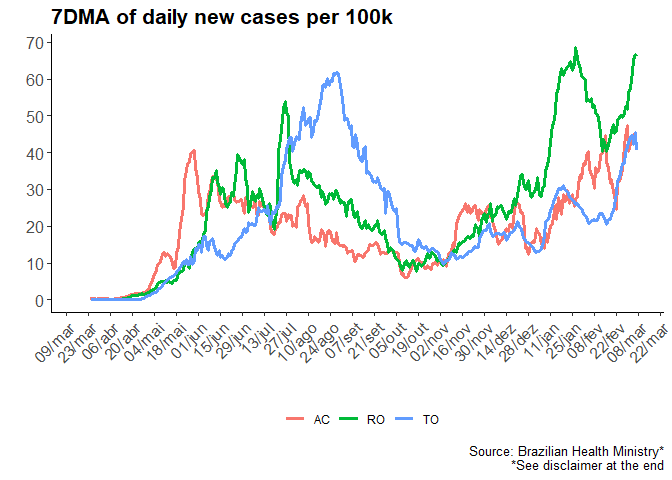 7DMA of daily new cases per 100k
70
60
50
40
30
20
10
0
09/mar
23/mar
06/abr
20/abr
04/mai
18/mai
01/jun
15/jun
29/jun
13/jul
27/jul
10/ago
24/ago
07/set
21/set
05/out
19/out
02/nov
16/nov
30/nov
14/dez
28/dez
11/jan
25/jan
08/fev
22/fev
08/mar
22/mar
AC RO TO
Source: Brazilian Health Ministry*
*See disclaimer at the end